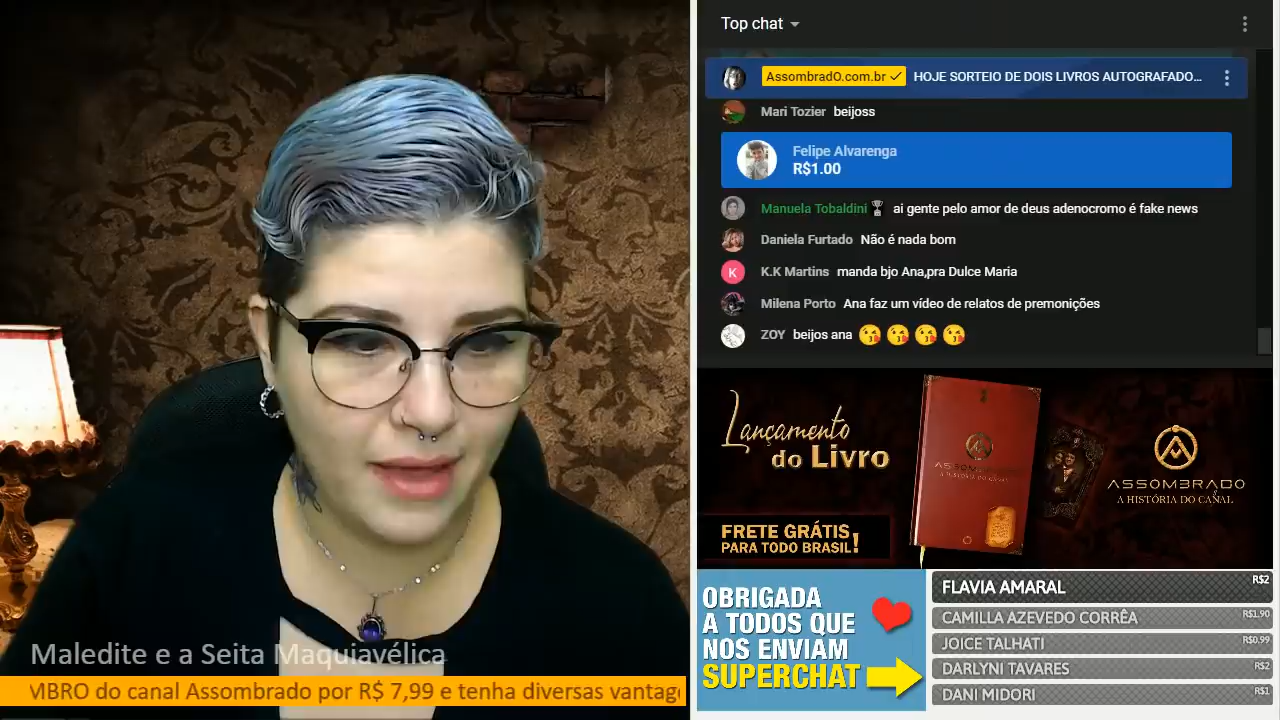 Maledite e a Seita Maquiavélica
MBRO do canal Assombrado por R$ 7,99 e tenha diversas vantage
Top chat
AssombradO.com.br HOJE SORTEIO DE DOIS LIVROS AUTOGRAFADO...
Mari Tozier beijoss
Felipe Alvarenga
R$1.00
Manuela Tobaldini ai gente pelo amor de deus adenocromo é fake news
Daniela Furtado Não é nada bom
K
K.K Martins manda bjo Ana,pra Dulce Maria
Milena Porto Ana faz um vídeo de relatos de premonições
ZOY beijos ana 😘 😘 😘 😘
Lançamento
do Livro
FRETE GRÁTIS
PARA TODO BRASIL!
ASSOMBRADO
A HISTÓRIA DO CANAL
ASSOMBRADO
A HISTÓRIA DO CANAL
OBRIGADA
A TODOS QUE
NOS ENVIAM
SUPERCHAT
FLAVIA AMARAL R$2
CAMILLA AZEVEDO CORRÊA R$1.90
JOICE TALHATI R$0.99
DARLYNI TAVARES R$2
DANI MIDORI R$1